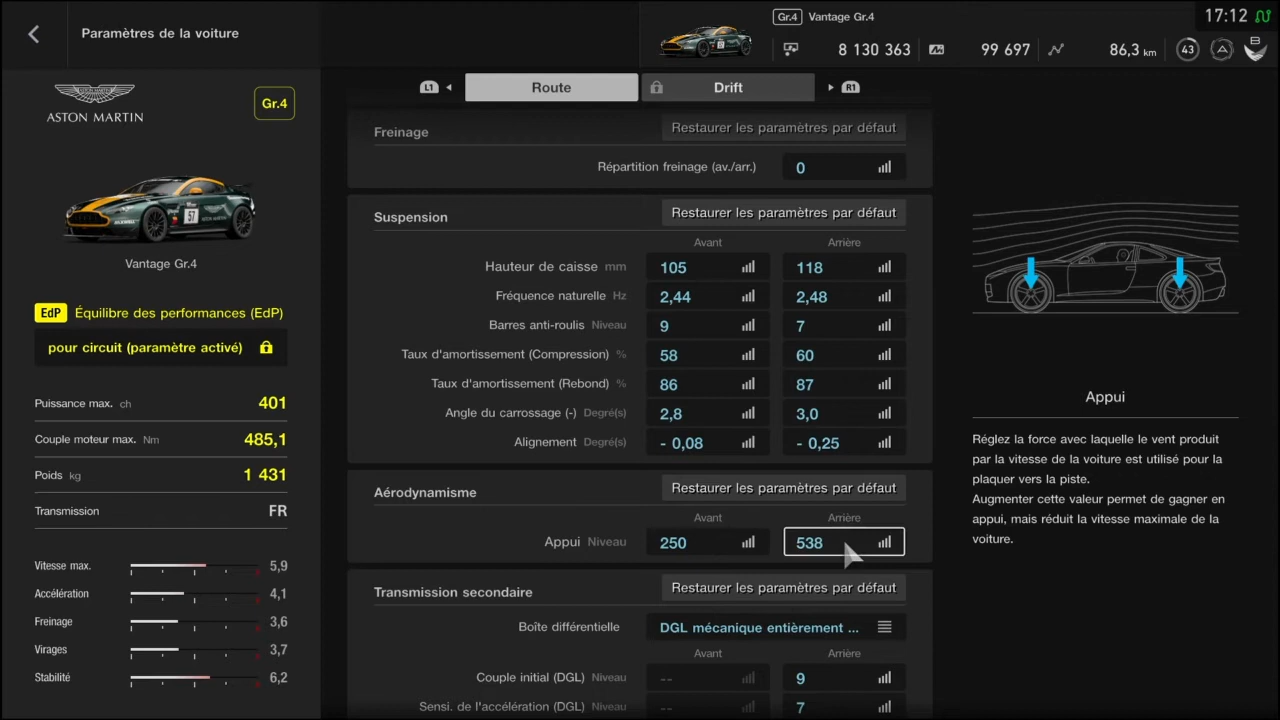 17:12
Paramètres de la voiture
Gr.4 Vantage Gr.4
8 130 363 99 697 86,3 km 43 A B
L1 Route Drift R1
ASTON MARTIN
Gr.4
57
Vantage Gr.4
EdP Équilibre des performances (EdP)
pour circuit (paramètre activé)
Puissance max. ch 401
Couple moteur max. Nm 485,1
Poids kg 1 431
Transmission FR
Vitesse max. 5,9
Accélération 4,1
Freinage 3,6
Virages 3,7
Stabilité 6,2
Freinage Restaurer les paramètres par défaut
Répartition freinage (av./arr.) 0
Suspension Restaurer les paramètres par défaut
Avant Arrière
Hauteur de caisse mm 105 118
Fréquence naturelle Hz 2,44 2,48
Barres anti-roulis Niveau 9 7
Taux d'amortissement (Compression) % 58 60
Taux d'amortissement (Rebond) % 86 87
Angle du carrossage (-) Degré(s) 2,8 3,0
Alignement Degré(s) - 0,08 - 0,25
Aérodynamisme Restaurer les paramètres par défaut
Avant Arrière
Appui Niveau 250 538
Transmission secondaire Restaurer les paramètres par défaut
Boîte différentielle DGL mécanique entièrement ...
Avant Arrière
Couple initial (DGL) Niveau -- 9
Sensi. de l'accélération (DGL) Niveau -- 7
Appui
Réglez la force avec laquelle le vent produit
par la vitesse de la voiture est utilisé pour la
plaquer vers la piste.
Augmenter cette valeur permet de gagner en
appui, mais réduit la vitesse maximale de la
voiture.